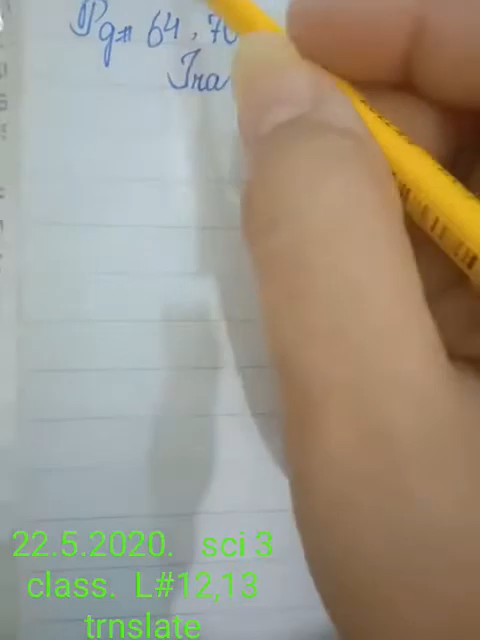 Pg# 64, 70
Tra
22.5.2020. sci 3
class. L#12,13
trnslate